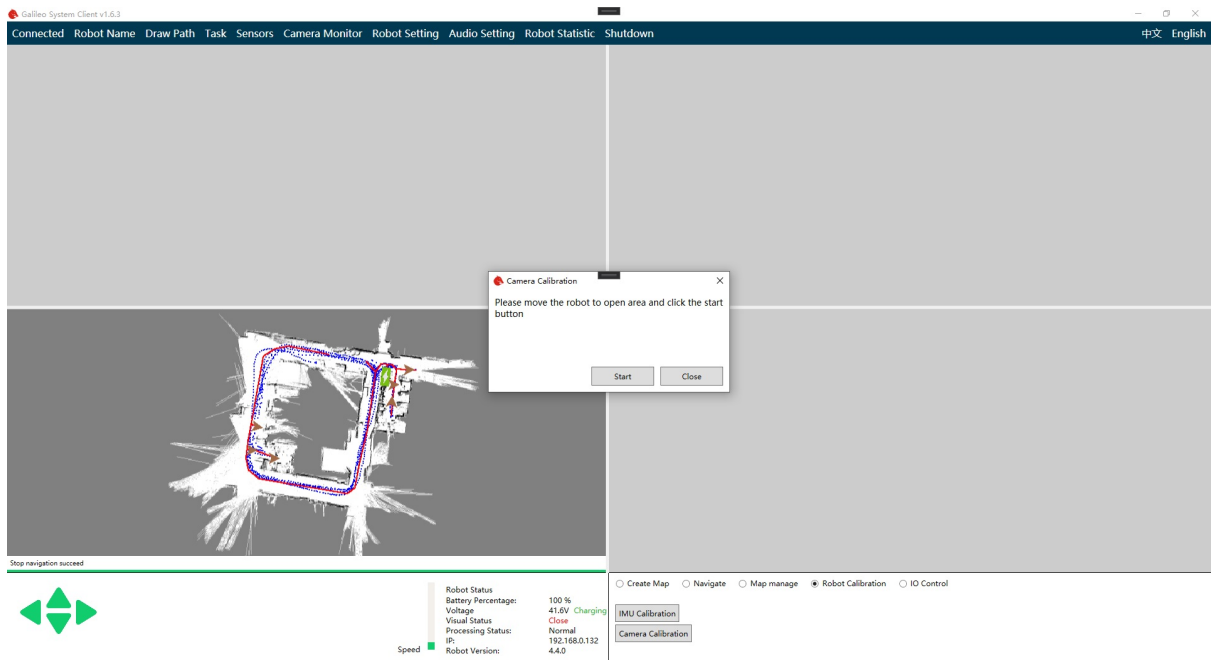 Galileo System Client v1.6.3
Connected Robot Name Draw Path Task Sensors Camera Monitor Robot Setting Audio Setting Robot Statistic Shutdown 中文 English
Camera Calibration
Please move the robot to open area and click the start
button
Start Close
Stop navigation succeed
Speed
Robot Status
Battery Percentage: 100 %
Voltage 41.6V Charging
Visual Status Close
Processing Status: Normal
IP: 192.168.0.132
Robot Version: 4.4.0
Create Map Navigate Map manage Robot Calibration IO Control
IMU Calibration
Camera Calibration